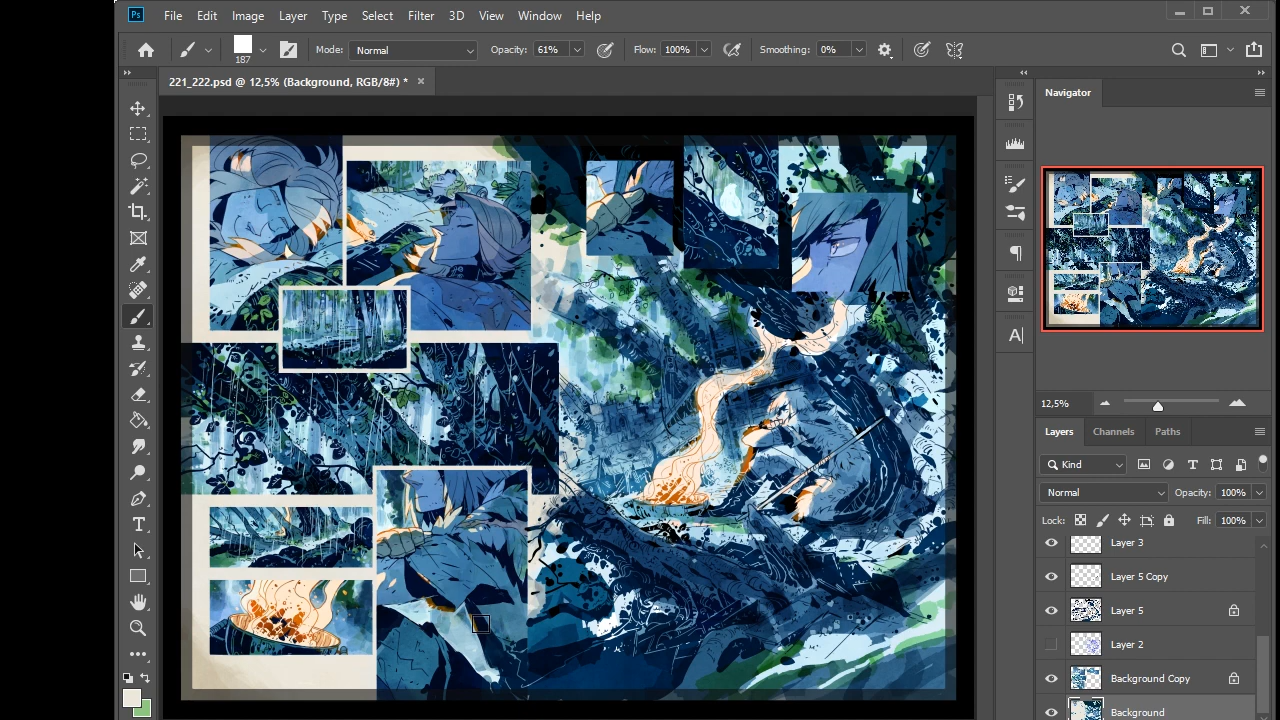 Ps File Edit Image Layer Type Select Filter 3D View Window Help
187 Mode: Normal Opacity: 61% Flow: 100% Smoothing: 0%
221_222.psd @ 12,5% (Background, RGB/8#) *
Navigator
12,5%
Layers Channels Paths
Kind
Normal Opacity: 100%
Lock: Fill: 100%
Layer 3
Layer 5 Copy
Layer 5
Layer 2
Background Copy
Background